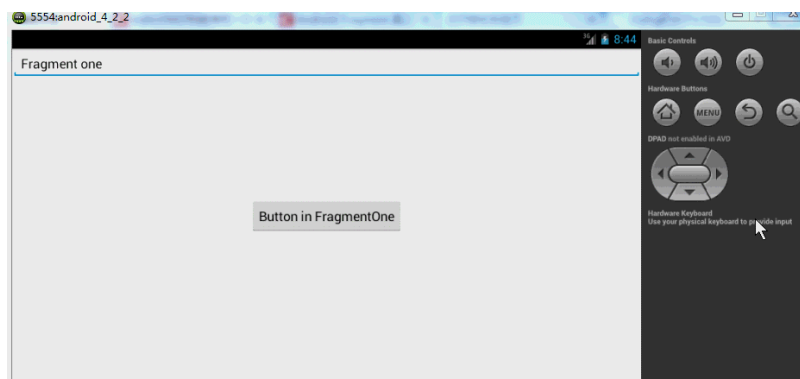 5554:android_4_2_2
3G 8:44
Fragment one
Button in FragmentOne
Basic Controls
Hardware Buttons
MENU
DPAD not enabled in AVD
Hardware Keyboard
Use your physical keyboard to provide input